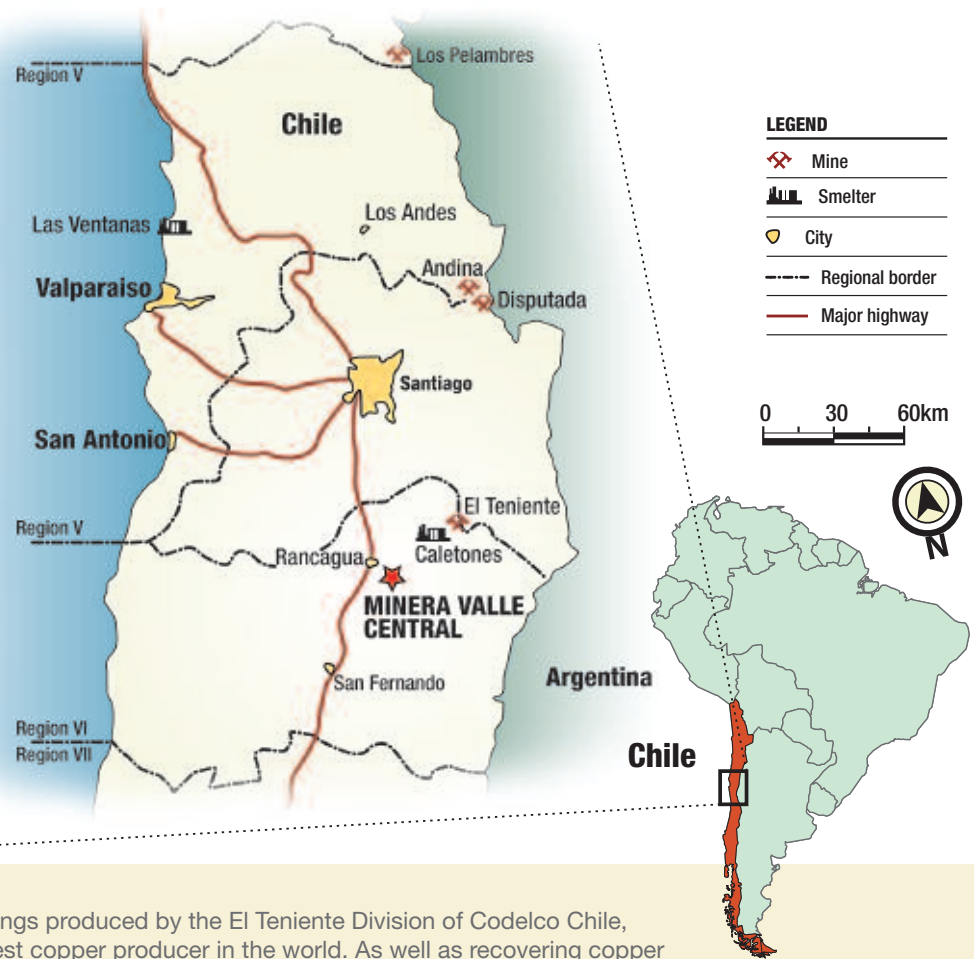 Los Pelambres
Region V
Chile
Los Andes
Las Ventanas
Andina
Valparaiso
Disputada
Santiago
San Antonio
El Teniente
Region V
Rancagua
Caletones
MINERA VALLE
CENTRAL
San Fernando
Argentina
Region VI
Region VII
LEGEND
Mine
Smelter
City
Regional border
Major highway
0 30 60km
N
Chile
ings produced by the El Teniente Division of Codelco Chile,
est copper producer in the world. As well as recovering copper